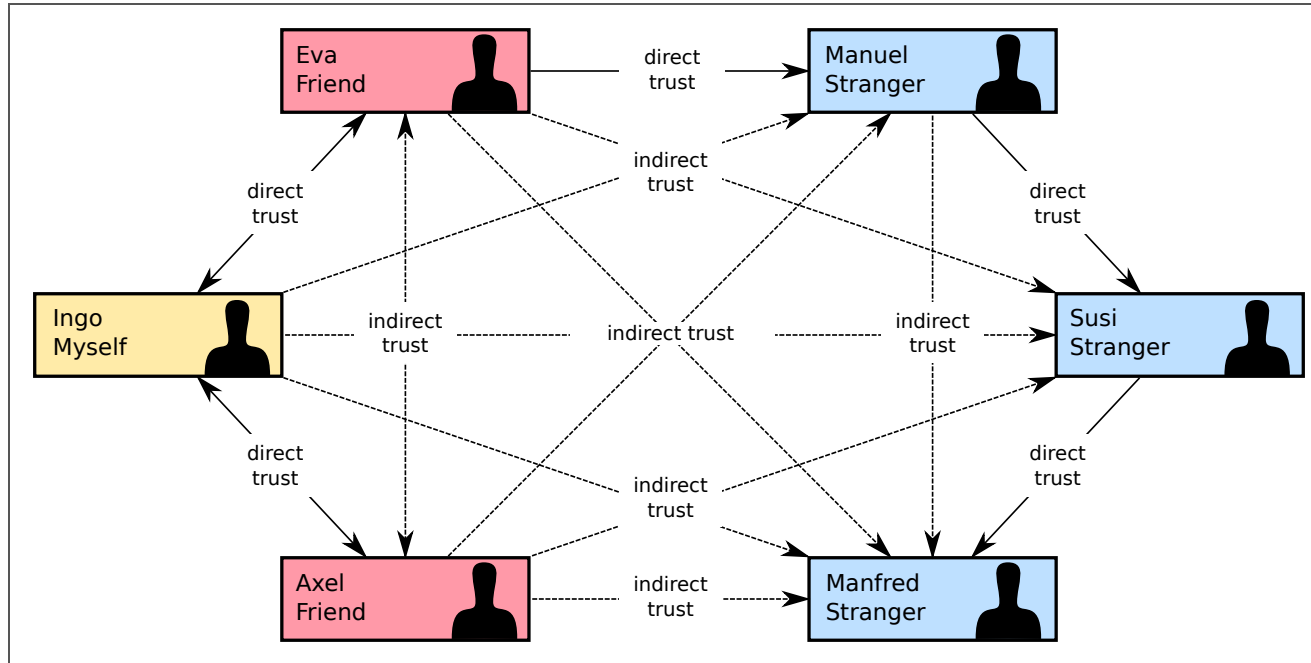 Eva
Friend
direct
trust
Manuel
Stranger
indirect
trust
direct
trust
direct
trust
Ingo
Myself
indirect
trust
indirect trust
indirect
trust
Susi
Stranger
direct
trust
indirect
trust
direct
trust
Axel
Friend
indirect
trust
Manfred
Stranger